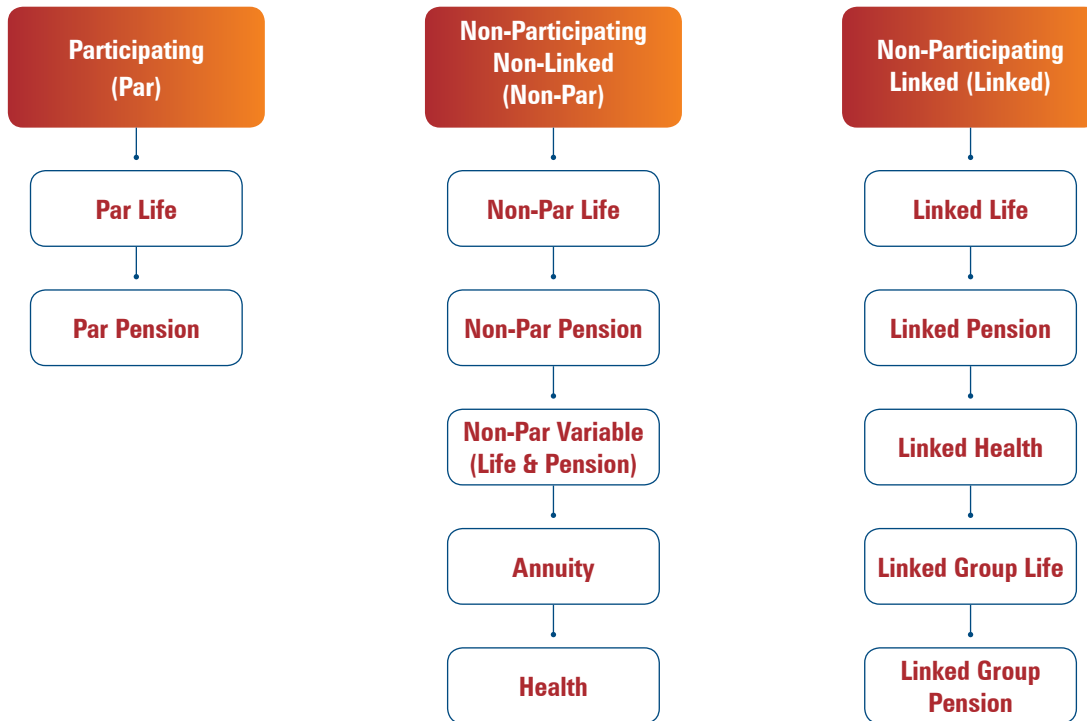 Participating
(Par)
Par Life
Par Pension
Non-Participating
Non-Linked
(Non-Par)
Non-Par Life
Non-Par Pension
Non-Par Variable
(Life & Pension)
Annuity
Health
Non-Participating
Linked (Linked)
Linked Life
Linked Pension
Linked Health
Linked Group Life
Linked Group
Pension